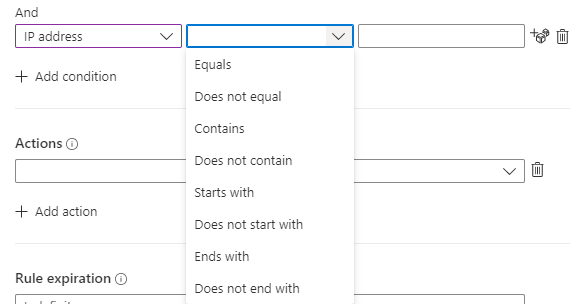 And
IP address
Equals
Does not equal
Contains
Does not contain
Starts with
Does not start with
Ends with
Does not end with
+ Add condition
Actions
+ Add action
Rule expiration